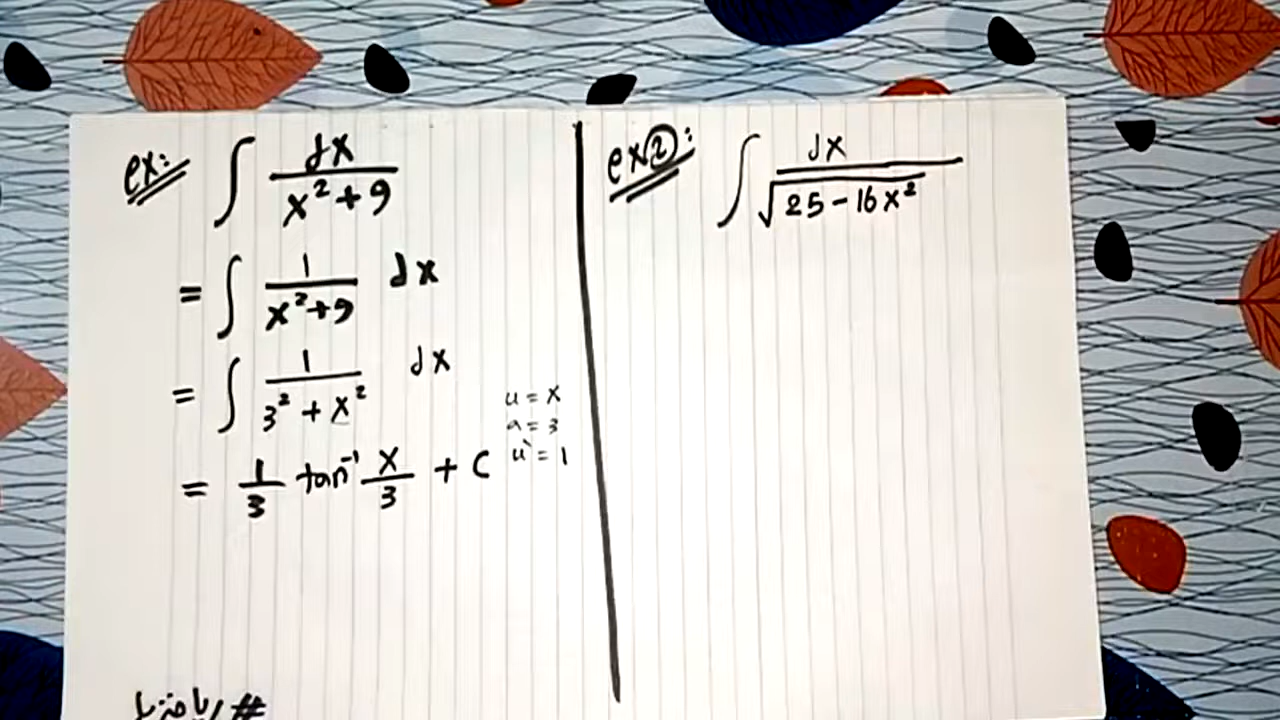 ex: ∫ dx / (x² + 9)
= ∫ 1 / (x² + 9) dx
= ∫ 1 / (3² + x²) dx
u = x
a = 3
u` = 1
= 1/3 tan⁻¹ x/3 + C
ex②: ∫ dx / √(25 - 16x²)